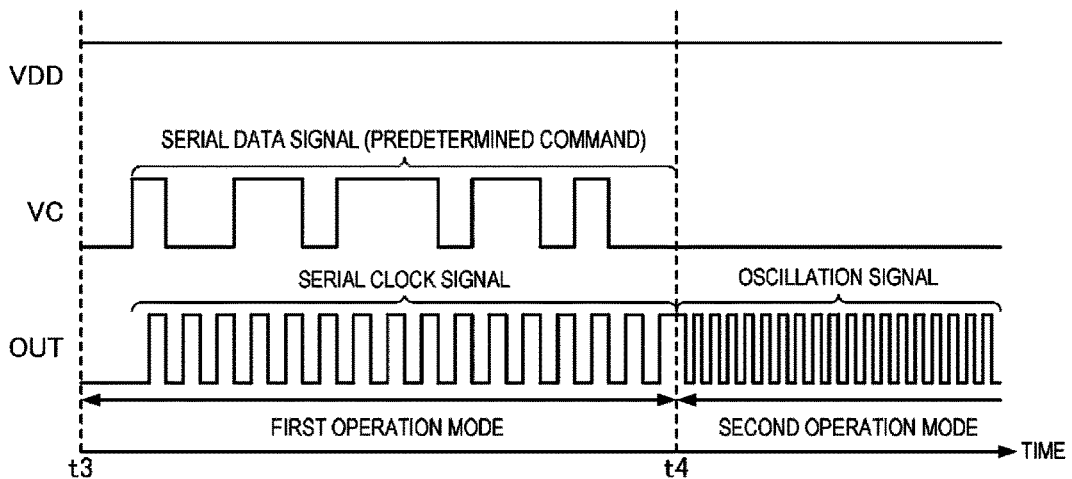 VDD
SERIAL DATA SIGNAL (PREDETERMINED COMMAND)
VC
SERIAL CLOCK SIGNAL
OSCILLATION SIGNAL
OUT
FIRST OPERATION MODE
SECOND OPERATION MODE
TIME
t3
t4